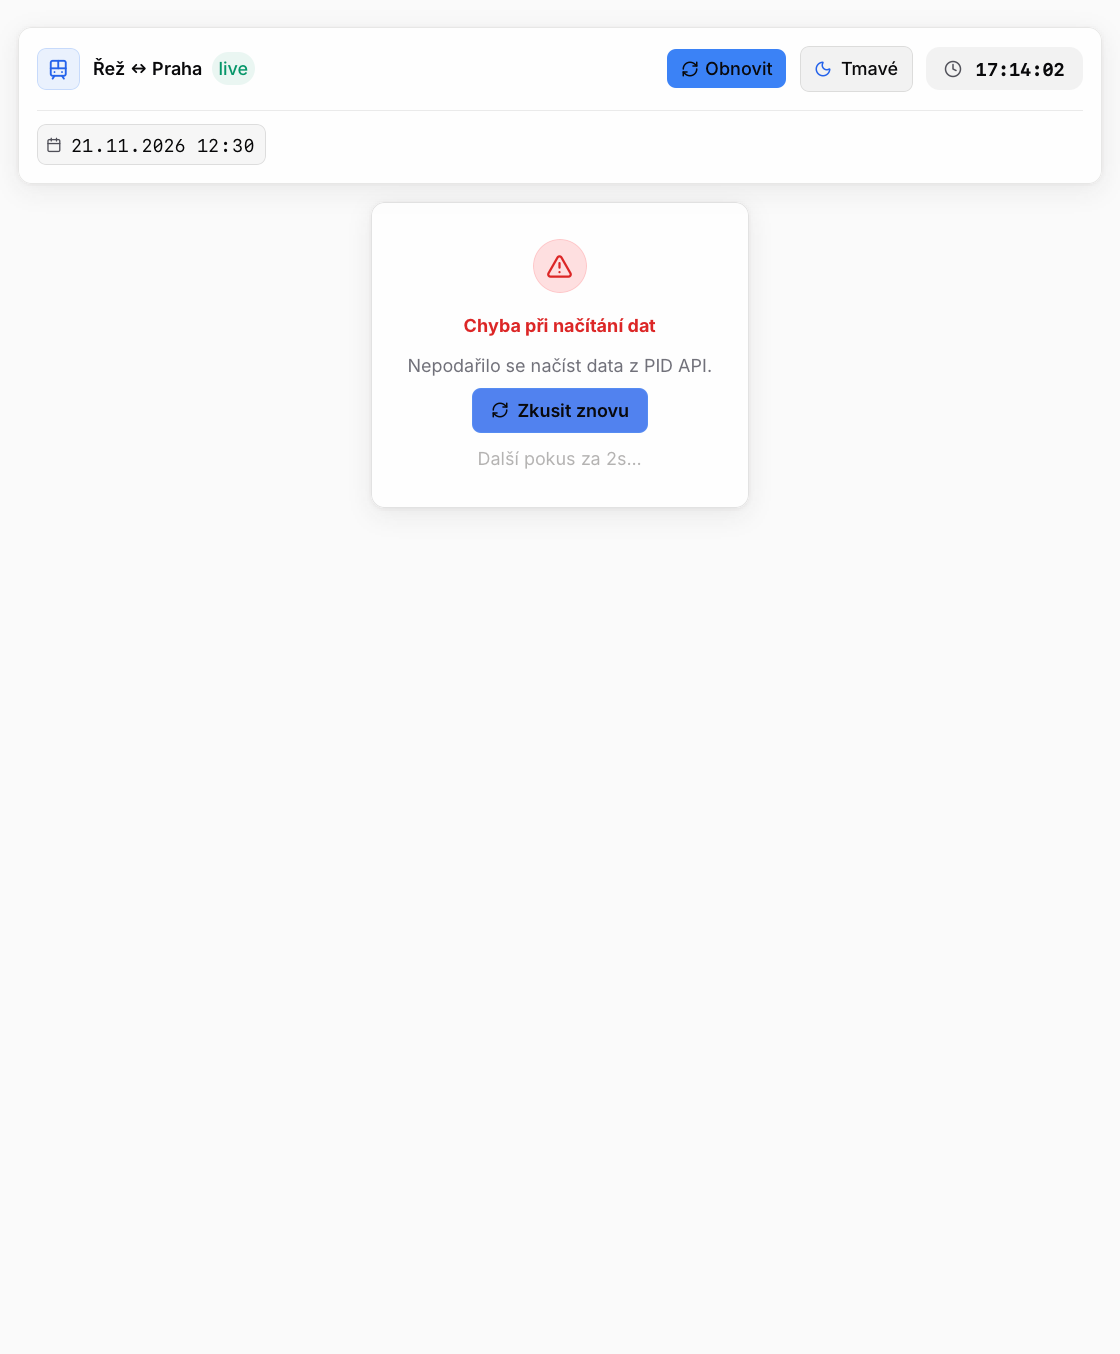 Řež ↔ Praha live
Obnovit
Tmavé
17:14:02
21.11.2026 12:30
Chyba při načítání dat
Nepodařilo se načíst data z PID API.
Zkusit znovu
Další pokus za 2s...